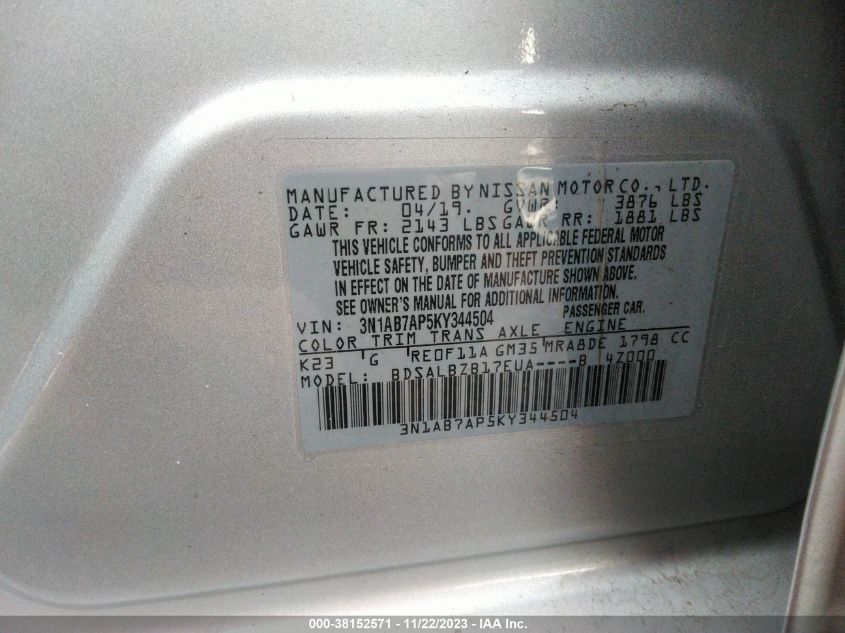 MANUFACTURED BY NISSAN MOTOR CO., LTD.
DATE: 04/19. GVWR: 3876 LBS
GAWR FR: 2143 LBS GAWR RR: 1881 LBS
THIS VEHICLE CONFORMS TO ALL APPLICABLE FEDERAL MOTOR
VEHICLE SAFETY, BUMPER AND THEFT PREVENTION STANDARDS
IN EFFECT ON THE DATE OF MANUFACTURE SHOWN ABOVE.
SEE OWNER'S MANUAL FOR ADDITIONAL INFORMATION.
VIN: 3N1AB7AP5KY344504 PASSENGER CAR.
COLOR TRIM TRANS AXLE ENGINE
K23 G RE0F11A GM35 MRA8DE 1798 CC
MODEL: BDSALBZB17EUA----B 4Z000
3N1AB7AP5KY344504
000-38152571 - 11/22/2023 - IAA Inc.